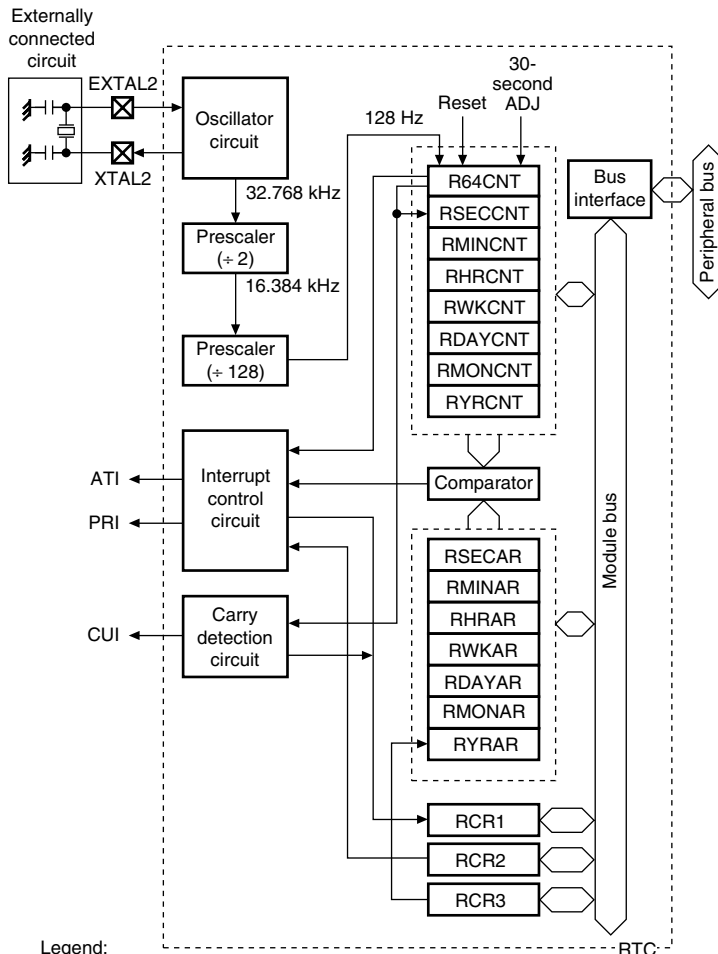 Externally
connected
circuit
EXTAL2
XTAL2
Oscillator
circuit
32.768 kHz
Prescaler
(÷ 2)
16.384 kHz
Prescaler
(÷ 128)
128 Hz
Reset
30-
second
ADJ
R64CNT
RSECCNT
RMINCNT
RHRCNT
RWKCNT
RDAYCNT
RMONCNT
RYRCNT
Bus
interface
Peripheral bus
Module bus
ATI
PRI
Interrupt
control
circuit
Comparator
CUI
Carry
detection
circuit
RSECAR
RMINAR
RHRAR
RWKAR
RDAYAR
RMONAR
RYRAR
RCR1
RCR2
RCR3
Legend:
RTC